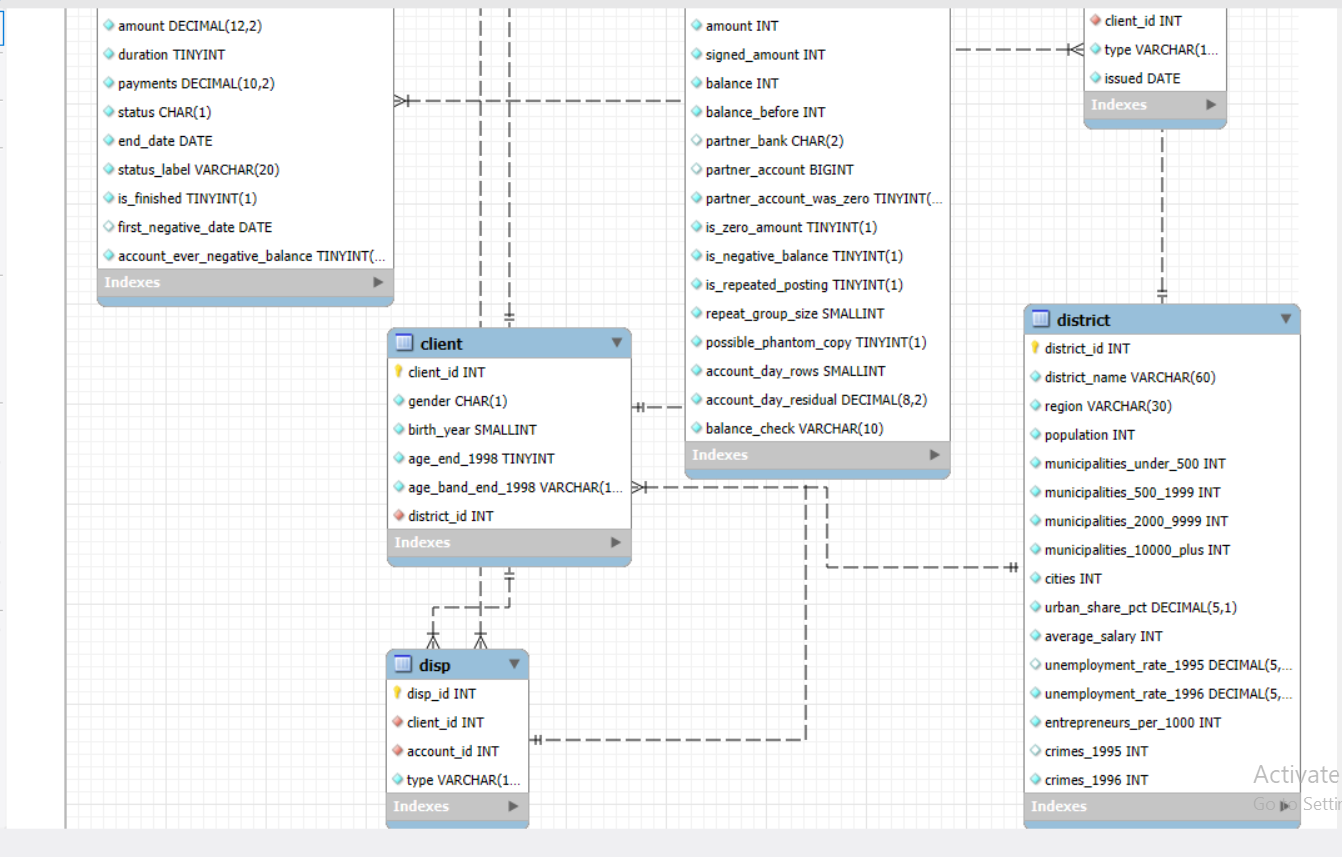 amount DECIMAL(12,2)
duration TINYINT
payments DECIMAL(10,2)
status CHAR(1)
end_date DATE
status_label VARCHAR(20)
is_finished TINYINT(1)
first_negative_date DATE
account_ever_negative_balance TINYINT(...
Indexes
amount INT
signed_amount INT
balance INT
balance_before INT
partner_bank CHAR(2)
partner_account BIGINT
partner_account_was_zero TINYINT(...
is_zero_amount TINYINT(1)
is_negative_balance TINYINT(1)
is_repeated_posting TINYINT(1)
repeat_group_size SMALLINT
possible_phantom_copy TINYINT(1)
account_day_rows SMALLINT
account_day_residual DECIMAL(8,2)
balance_check VARCHAR(10)
Indexes
client_id INT
type VARCHAR(1...
issued DATE
Indexes
client
client_id INT
gender CHAR(1)
birth_year SMALLINT
age_end_1998 TINYINT
age_band_end_1998 VARCHAR(1...
district_id INT
Indexes
district
district_id INT
district_name VARCHAR(60)
region VARCHAR(30)
population INT
municipalities_under_500 INT
municipalities_500_1999 INT
municipalities_2000_9999 INT
municipalities_10000_plus INT
cities INT
urban_share_pct DECIMAL(5,1)
average_salary INT
unemployment_rate_1995 DECIMAL(5,...
unemployment_rate_1996 DECIMAL(5,...
entrepreneurs_per_1000 INT
crimes_1995 INT
crimes_1996 INT
Indexes
disp
disp_id INT
client_id INT
account_id INT
type VARCHAR(1...
Indexes
Activate
Go to Setti